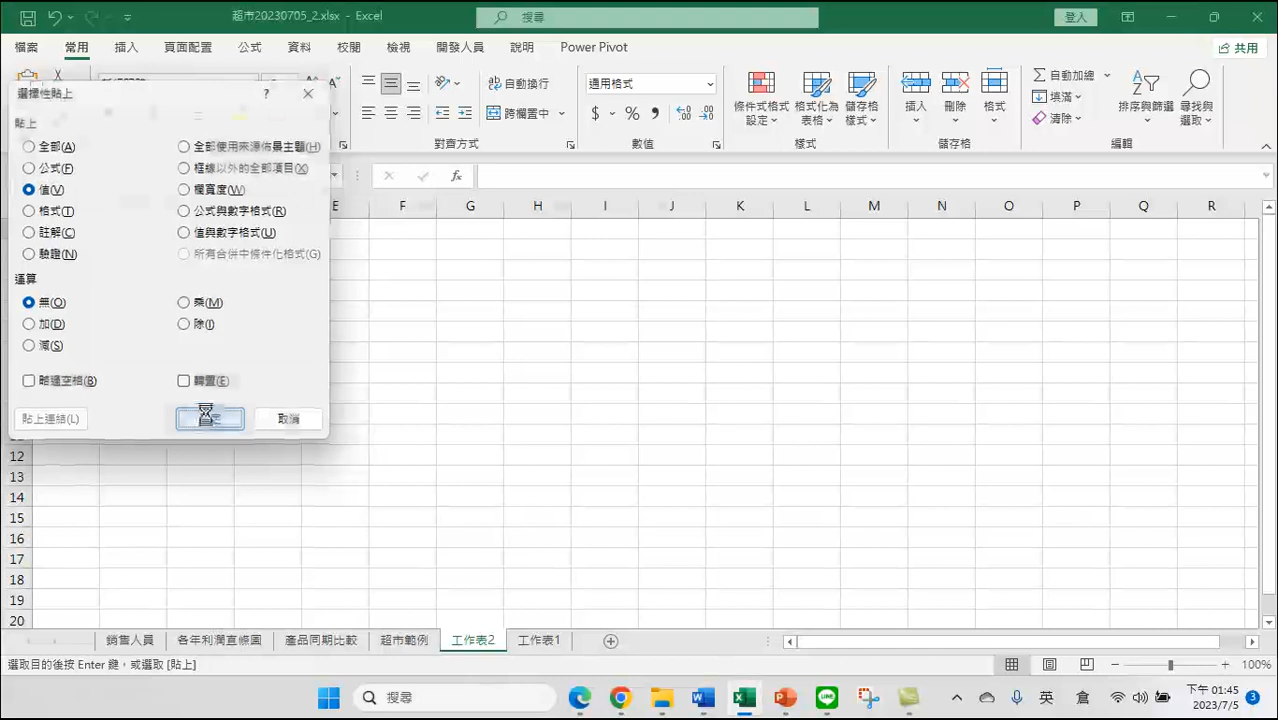 超市20230705_2.xlsx - Excel
搜尋
登入
檔案 常用 插入 頁面配置 公式 資料 校閱 檢視 開發人員 說明 Power Pivot
共用
自動換行
跨欄置中
對齊方式
通用格式
$ % ,
數值
條件式格式設定
格式化為表格
儲存格樣式
樣式
插入 刪除 格式
儲存格
自動加總
填滿
清除
排序與篩選
尋找與選取
編輯
選擇性貼上 ?
貼上
全部(A) 全部使用來源佈景主題(H)
公式(F) 框線以外的全部項目(X)
值(V) 欄寬度(W)
格式(T) 公式與數字格式(R)
註解(C) 值與數字格式(U)
驗證(N) 所有合併中條件化格式(G)
運算
無(O) 乘(M)
加(D) 除(I)
減(S)
略過空格(B) 轉置(E)
貼上連結(L) 取消
fx
E F G H I J K L M N O P Q R
12
13
14
15
16
17
18
19
20
銷售人員 各年利潤直條圖 產品同期比較 超市範例 工作表2 工作表1
選取目的後按 Enter 鍵，或選取 [貼上]
100%
搜尋
英
倉
下午 01:45
2023/7/5
3